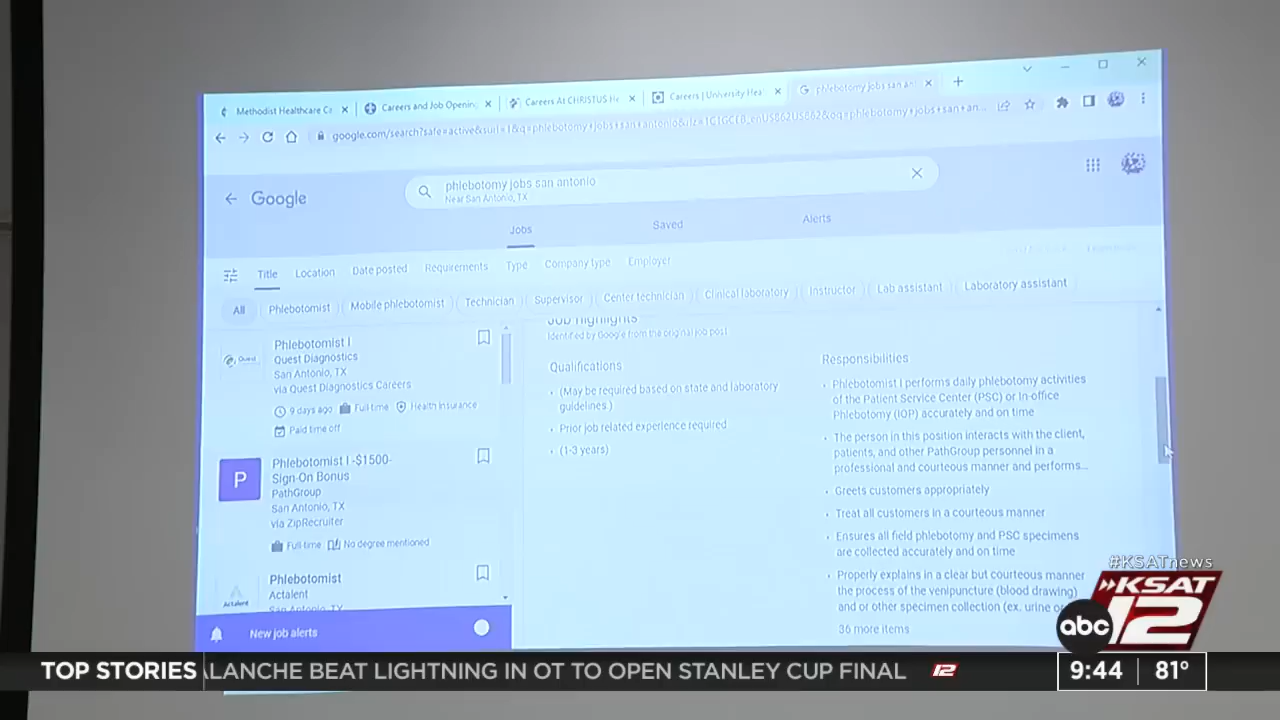 Methodist Healthcare Ca
Careers and Job Opening
Careers At CHRISTUS He
Careers | University Hea
phlebotomy jobs san an
Google
phlebotomy jobs san antonio
Near San Antonio, TX
Jobs
Saved
Alerts
Title
Location
Date posted
Requirements
Type
Company type
Employer
All
Phlebotomist
Mobile phlebotomist
Technician
Supervisor
Center technician
Clinical laboratory
Instructor
Lab assistant
Laboratory assistant
Phlebotomist I
Quest Diagnostics
San Antonio, TX
via Quest Diagnostics Careers
9 days ago
Full-time
Health insurance
Paid time off
P
Phlebotomist I -$1500-
Sign-On Bonus
PathGroup
San Antonio, TX
via ZipRecruiter
Full-time
No degree mentioned
Phlebotomist
Actalent
Actalent
San Antonio, TX
New job alerts
Job highlights
Identified by Google from the original job post
Qualifications
• (May be required based on state and laboratory
guidelines.)
• Prior job related experience required
• (1-3 years)
Responsibilities
• Phlebotomist I performs daily phlebotomy activities
of the Patient Service Center (PSC) or In-office
Phlebotomy (IOP) accurately and on time
• The person in this position interacts with the client,
patients, and other PathGroup personnel in a
professional and courteous manner and performs...
• Greets customers appropriately
• Treat all customers in a courteous manner
• Ensures all field phlebotomy and PSC specimens
are collected accurately and on time
• Properly explains in a clear but courteous manner
the process of the venipuncture (blood drawing)
and or other specimen collection (ex. urine or
36 more items
#KSATnews
KSAT
abc 12
TOP STORIES
ALANCHE BEAT LIGHTNING IN OT TO OPEN STANLEY CUP FINAL
12
9:44
81°